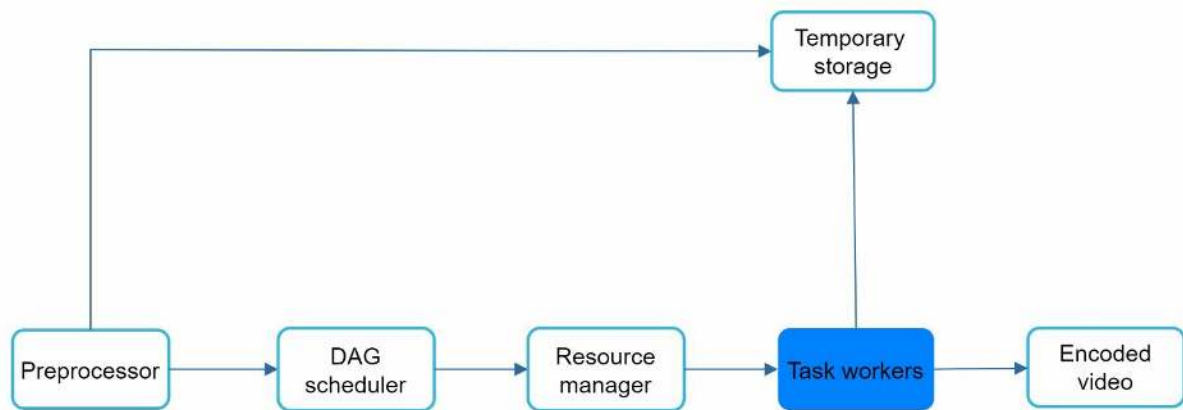 Temporary
storage
Preprocessor
DAG
scheduler
Resource
manager
Task workers
Encoded
video